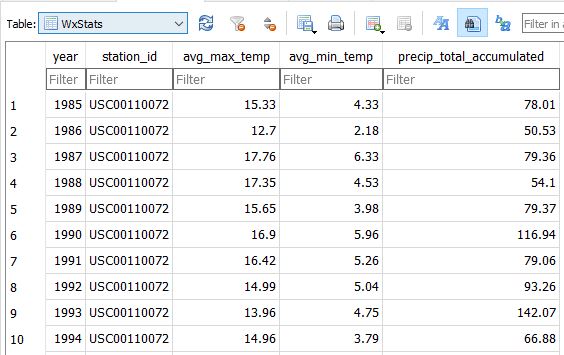 Table: WxStats Filter in a
year station_id avg_max_temp avg_min_temp precip_total_accumulated
Filter Filter Filter Filter Filter
1 1985 USC00110072 15.33 4.33 78.01
2 1986 USC00110072 12.7 2.18 50.53
3 1987 USC00110072 17.76 6.33 79.36
4 1988 USC00110072 17.35 4.53 54.1
5 1989 USC00110072 15.65 3.98 79.37
6 1990 USC00110072 16.9 5.96 116.94
7 1991 USC00110072 16.42 5.26 79.06
8 1992 USC00110072 14.99 5.04 93.26
9 1993 USC00110072 13.96 4.75 142.07
10 1994 USC00110072 14.96 3.79 66.88